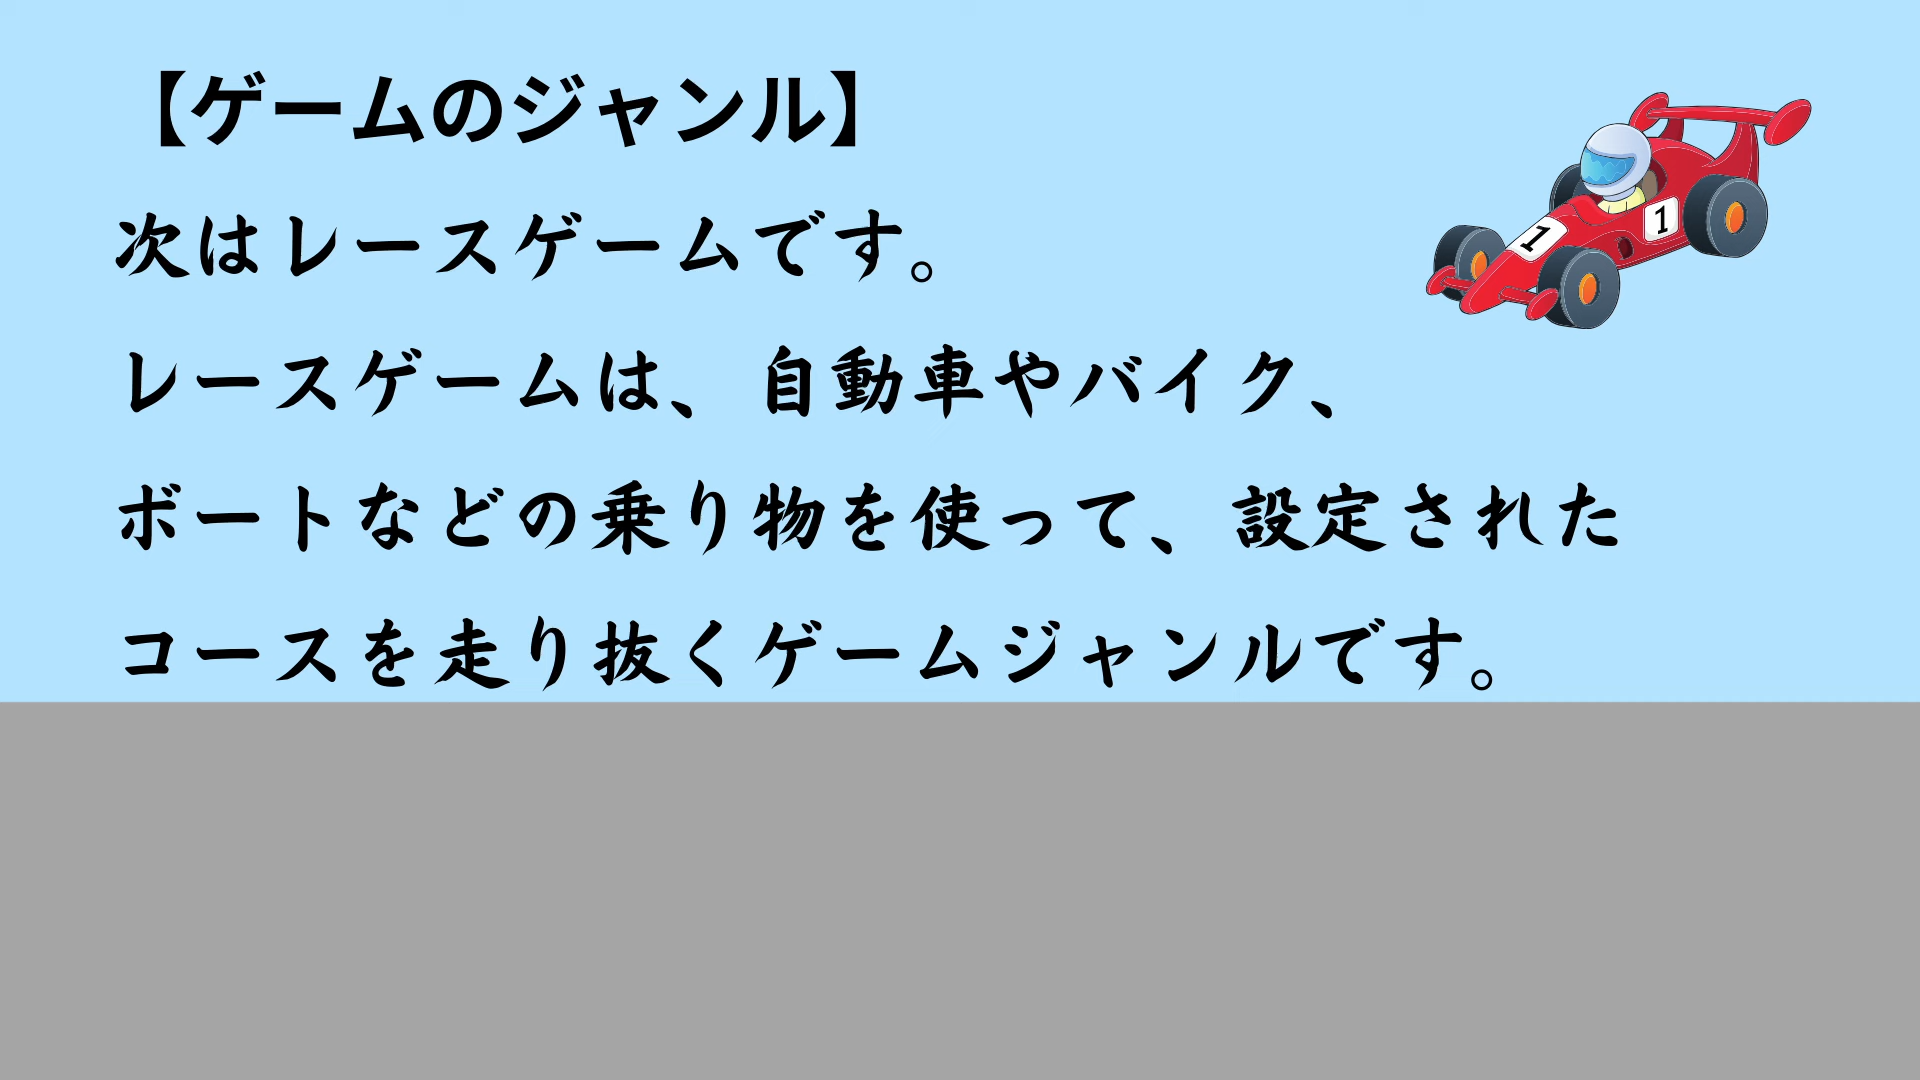 【ゲームのジャンル】
次はレースゲームです。
レースゲームは、自動車やバイク、
ボートなどの乗り物を使って、設定された
コースを走り抜くゲームジャンルです。
1
1